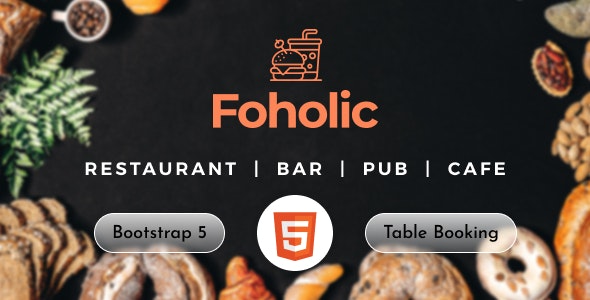 Foholic
RESTAURANT | BAR | PUB | CAFE
Bootstrap 5
5
Table Booking